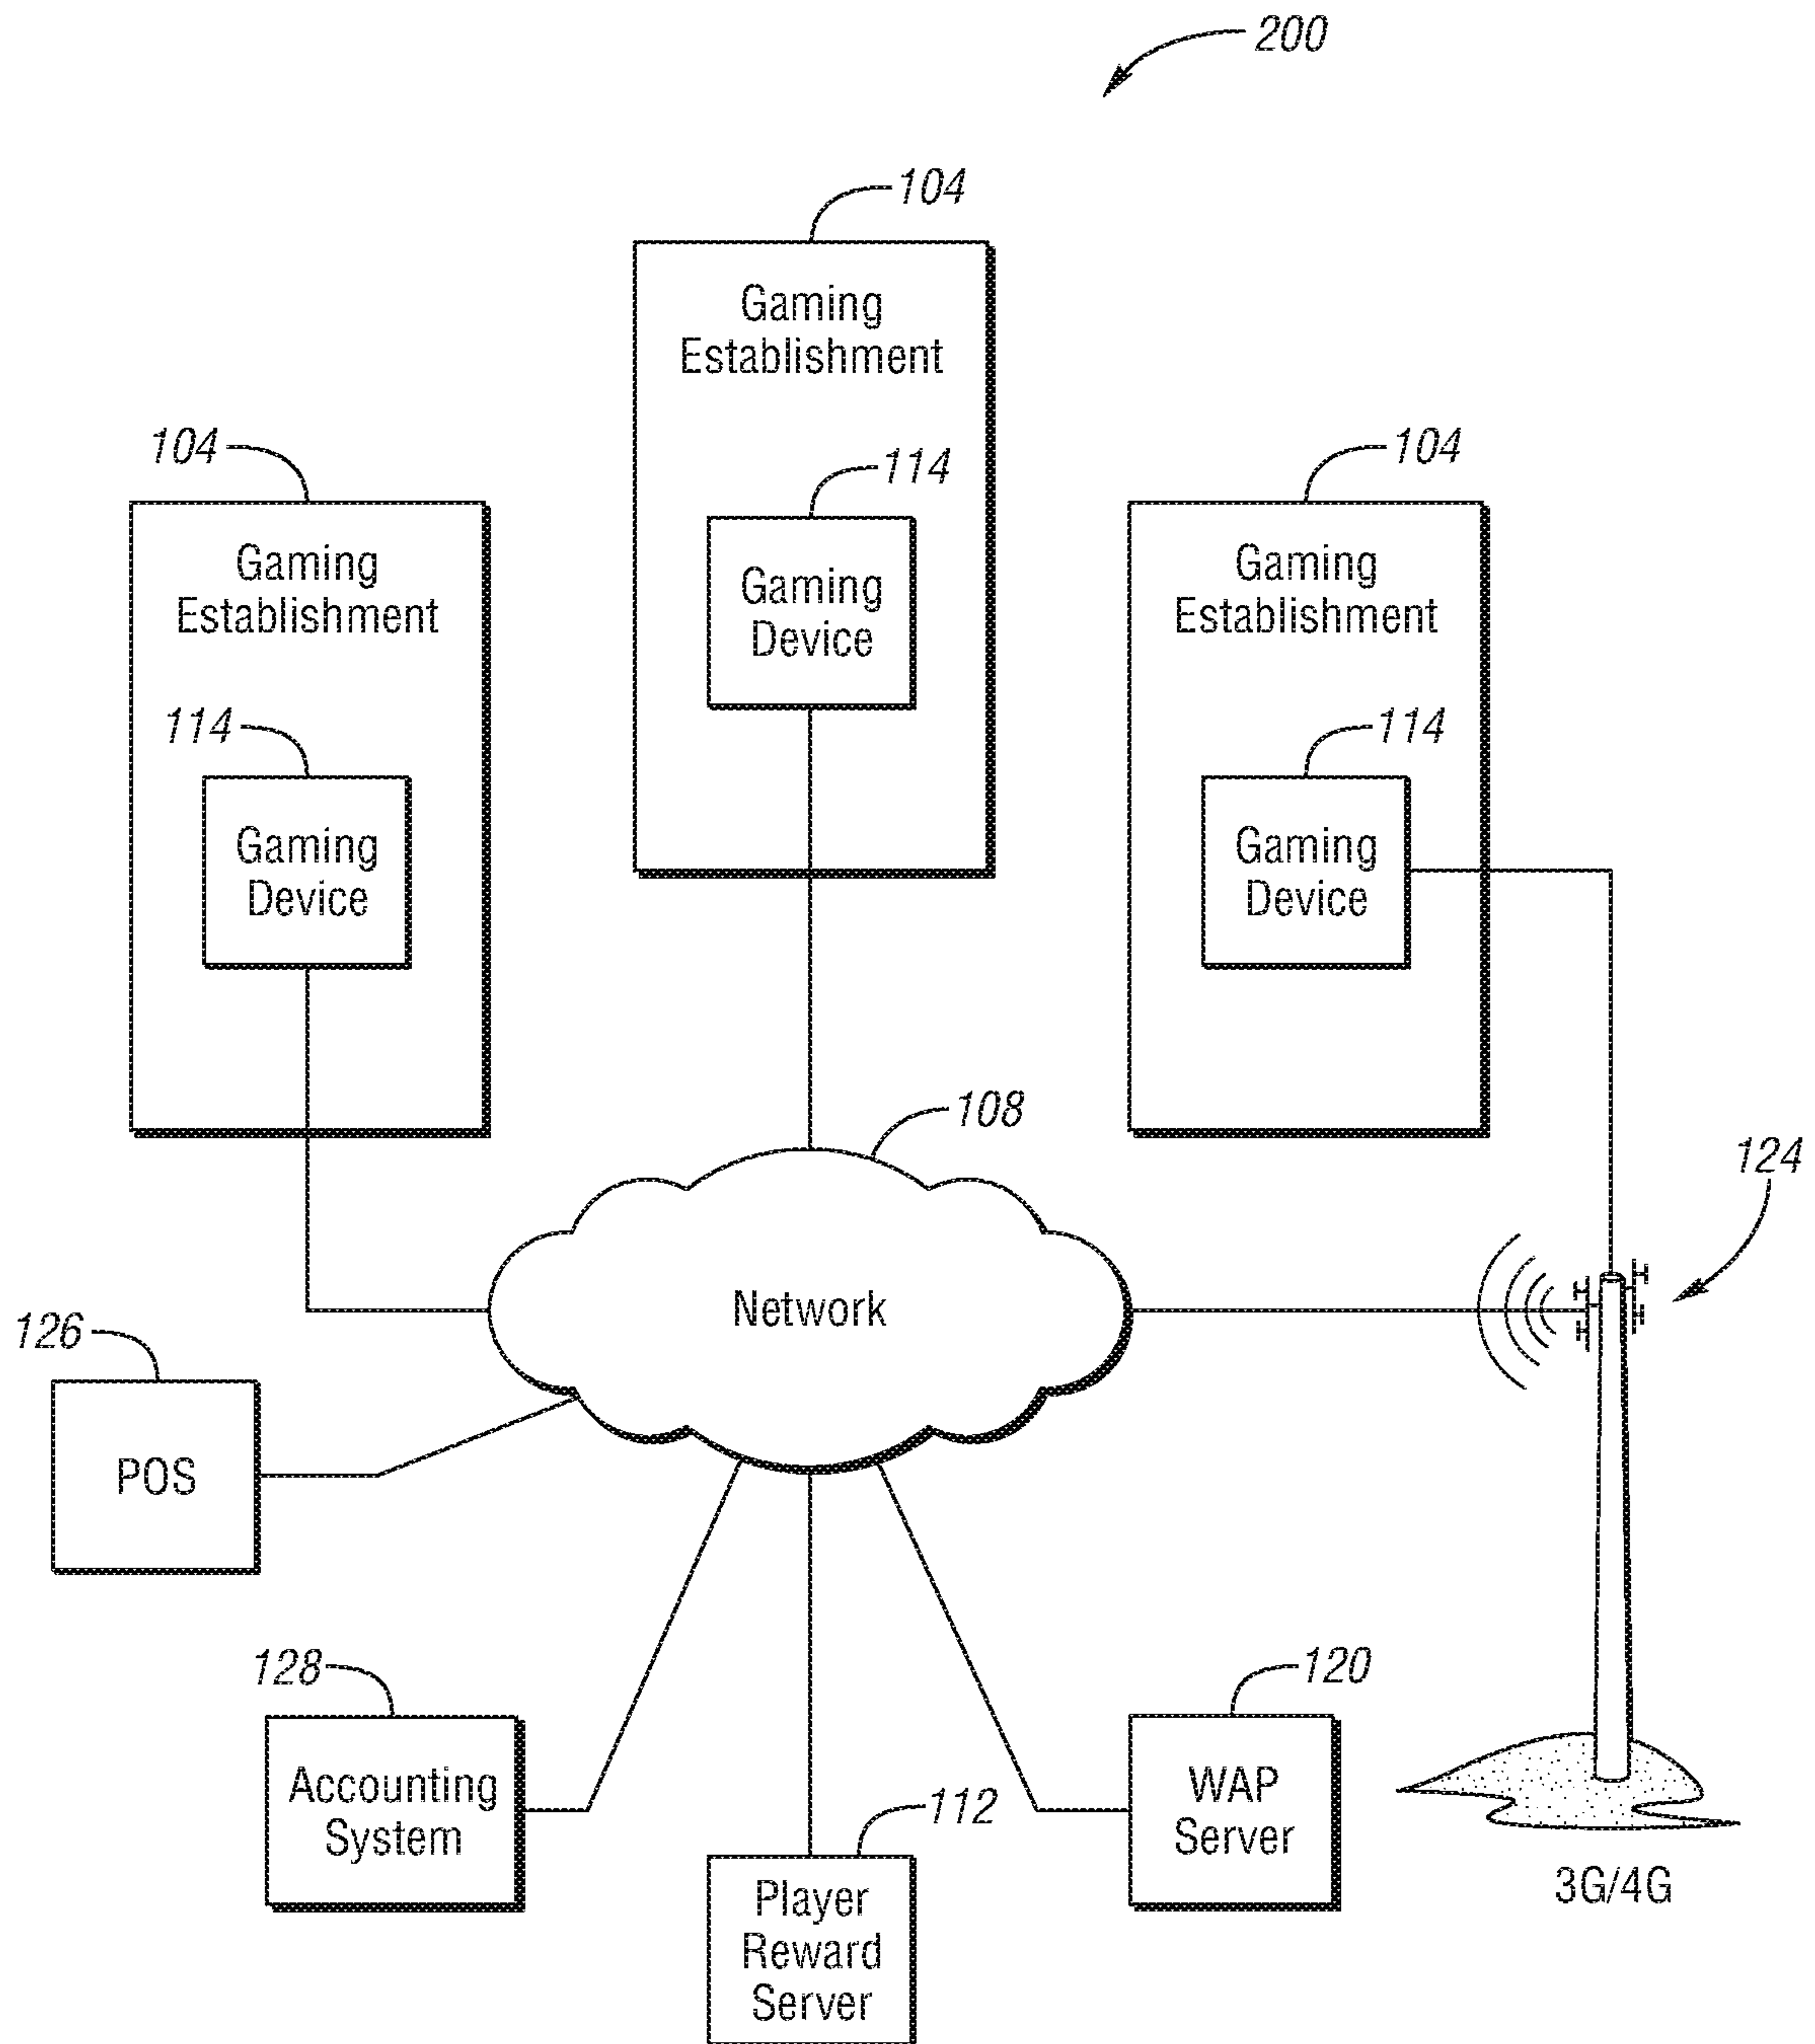 200
104
Gaming
Establishment
114
Gaming
Device
104
Gaming
Establishment
114
Gaming
Device
104
Gaming
Establishment
114
Gaming
Device
108
Network
124
126
POS
128
Accounting
System
112
Player
Reward
Server
120
WAP
Server
3G/4G